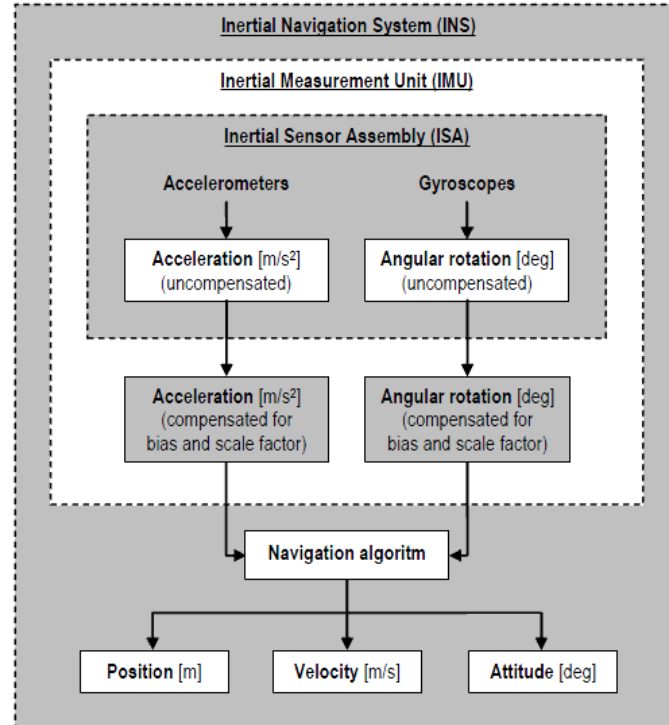 Inertial Navigation System (INS)
Inertial Measurement Unit (IMU)
Inertial Sensor Assembly (ISA)
Accelerometers
Gyroscopes
Acceleration [m/s²]
(uncompensated)
Angular rotation [deg]
(uncompensated)
Acceleration [m/s²]
(compensated for
bias and scale factor)
Angular rotation [deg]
(compensated for
bias and scale factor)
Navigation algoritm
Position [m]
Velocity [m/s]
Attitude [deg]